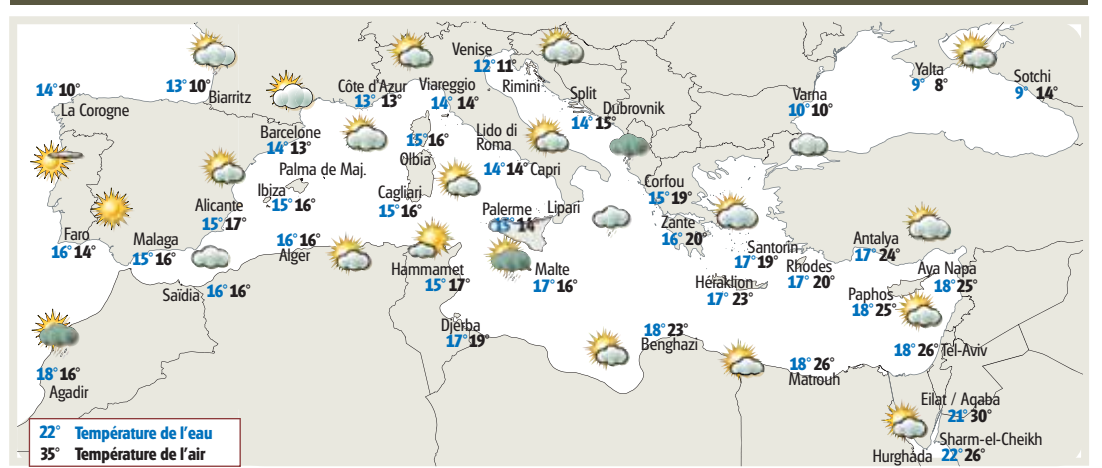 Venise
12° 11°
Côte d'Azur
13° 13°
Viareggio
14° 14°
Rimini
13° 10°
Biarritz
14° 10°
La Corogne
Split
14° 15°
Dubrovnik
Varna
10° 10°
Yalta
9° 8°
Sotchi
9° 14°
Barcelone
14° 13°
15° 16°
Olbia
Lido di
Roma
14° 14° Capri
Palma de Maj.
Ibiza
15° 16°
Cagliari
15° 16°
Alicante
15° 17°
Palerme
15° 14°
Lipari
Corfou
15° 19°
Zante
16° 20°
Faro
16° 14°
Malaga
15° 16°
16° 16°
Alger
Santorin
17° 19°
Rhodes
17° 20°
Antalya
17° 24°
Aya Napa
18° 25°
Hammamet
15° 17°
Malte
17° 16°
Héraklion
17° 23°
Paphos
18° 25°
Saïdia 16° 16°
Djerba
17° 19°
18° 23°
Benghazi
18° 26° Tel-Aviv
18° 26°
Matrouh
18° 16°
Agadir
Eilat / Aqaba
21° 30°
Sharm-el-Cheikh
Hurghada 22° 26°
22° Température de l'eau
35° Température de l'air